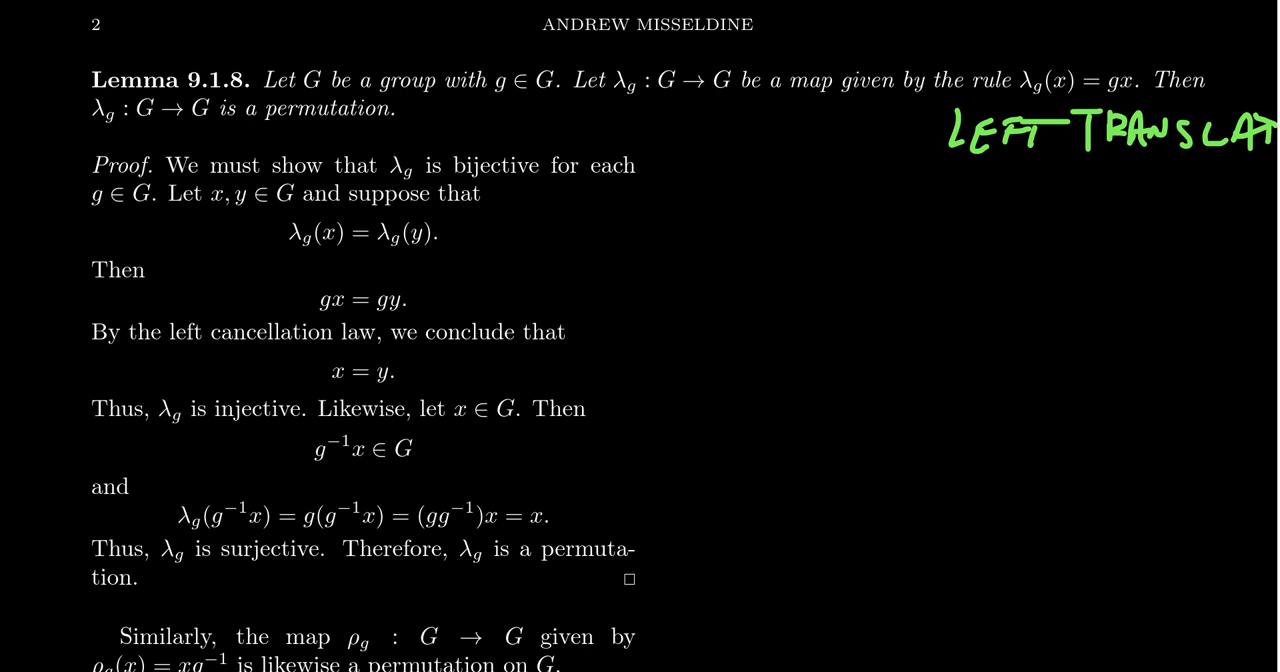 2 ANDREW MISSELDINE
Lemma 9.1.8. Let G be a group with g ∈ G. Let λ_g : G → G be a map given by the rule λ_g(x) = gx. Then
λ_g : G → G is a permutation.
LEFT TRANSLAT
Proof. We must show that λ_g is bijective for each
g ∈ G. Let x, y ∈ G and suppose that
λ_g(x) = λ_g(y).
Then
gx = gy.
By the left cancellation law, we conclude that
x = y.
Thus, λ_g is injective. Likewise, let x ∈ G. Then
g⁻¹x ∈ G
and
λ_g(g⁻¹x) = g(g⁻¹x) = (gg⁻¹)x = x.
Thus, λ_g is surjective. Therefore, λ_g is a permuta-
tion. □
Similarly, the map ρ_g : G → G given by
ρ_g(x) = xg⁻¹ is likewise a permutation on G.